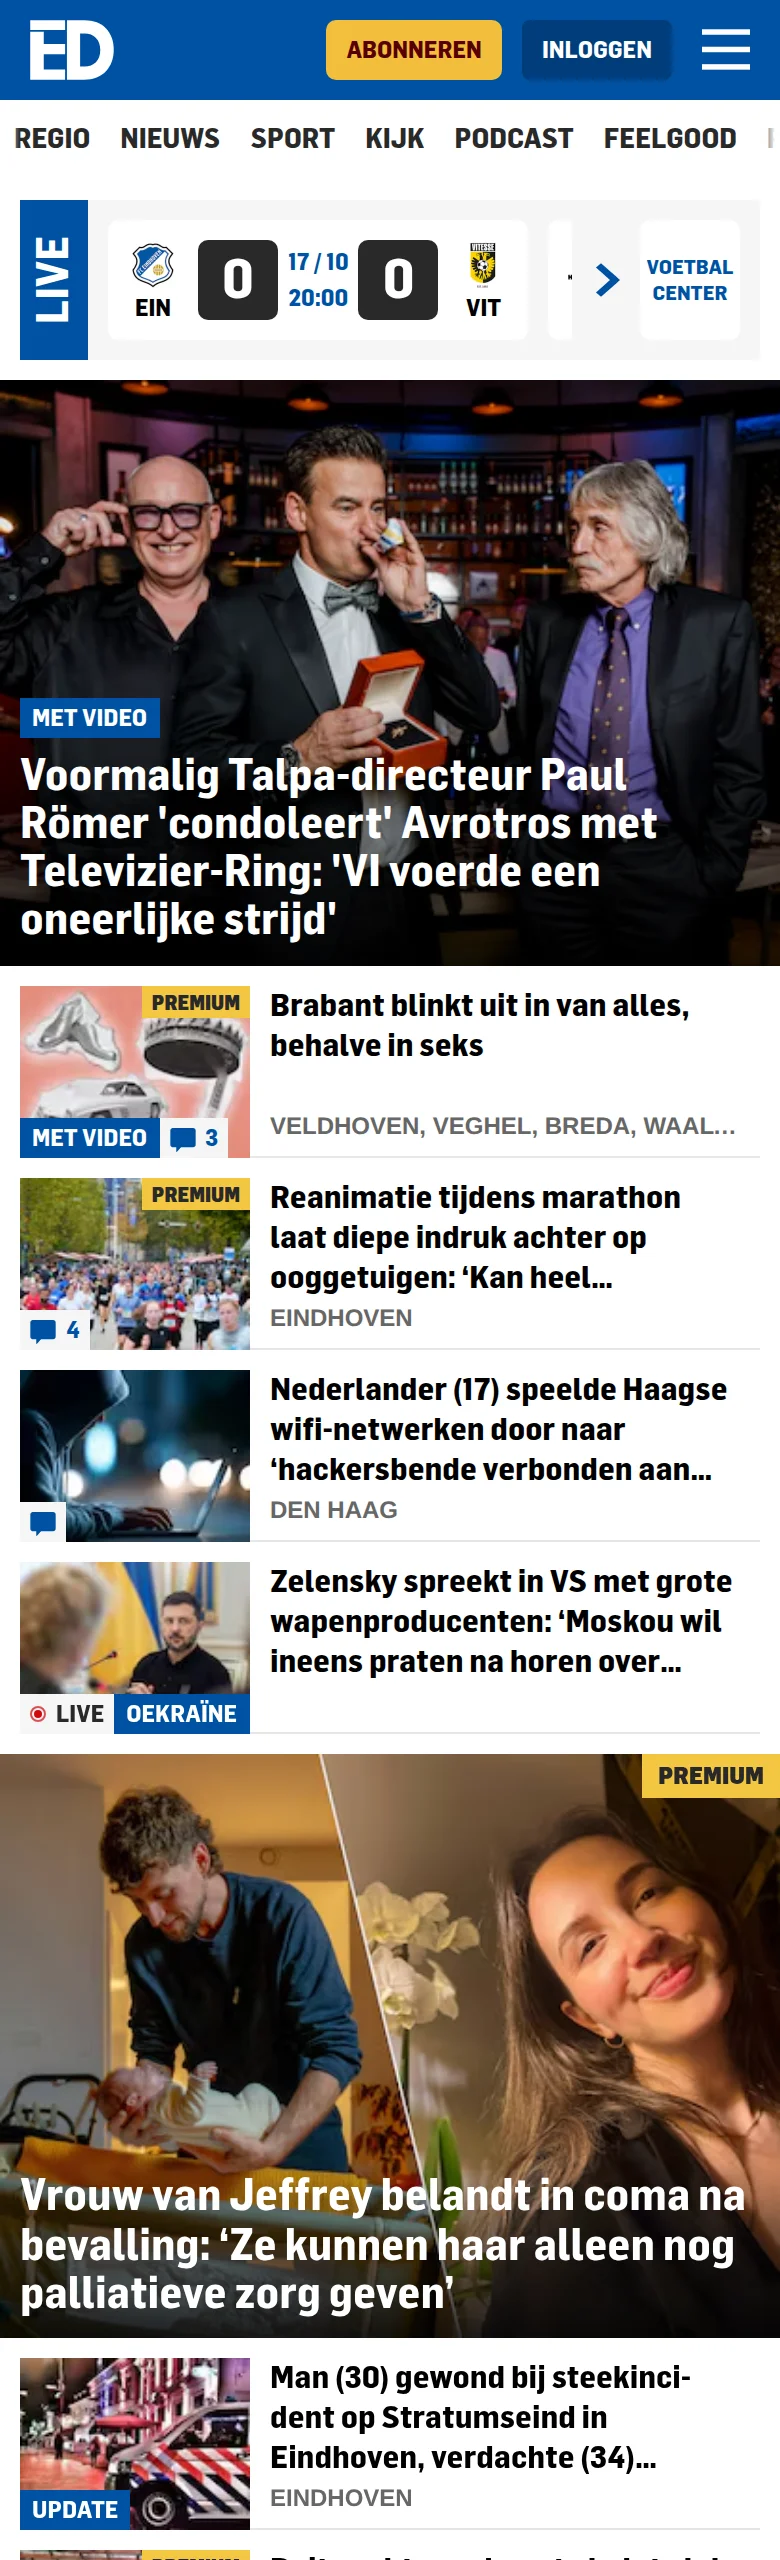 ED
ABONNEREN
INLOGGEN
REGIO NIEUWS SPORT KIJK PODCAST FEELGOOD
LIVE
EIN
0
17 / 10
20:00
0
VITESSE
VIT
VOETBAL
CENTER
MET VIDEO
Voormalig Talpa-directeur Paul
Römer 'condoleert' Avrotros met
Televizier-Ring: 'VI voerde een
oneerlijke strijd'
PREMIUM
MET VIDEO
3
Brabant blinkt uit in van alles,
behalve in seks
VELDHOVEN, VEGHEL, BREDA, WAAL...
PREMIUM
4
Reanimatie tijdens marathon
laat diepe indruk achter op
ooggetuigen: ‘Kan heel...
EINDHOVEN
Nederlander (17) speelde Haagse
wifi-netwerken door naar
‘hackersbende verbonden aan...
DEN HAAG
LIVE
OEKRAÏNE
Zelensky spreekt in VS met grote
wapenproducenten: ‘Moskou wil
ineens praten na horen over...
PREMIUM
Vrouw van Jeffrey belandt in coma na
bevalling: ‘Ze kunnen haar alleen nog
palliatieve zorg geven’
UPDATE
Man (30) gewond bij steekinci-
dent op Stratumseind in
Eindhoven, verdachte (34)...
EINDHOVEN
PREMIUM